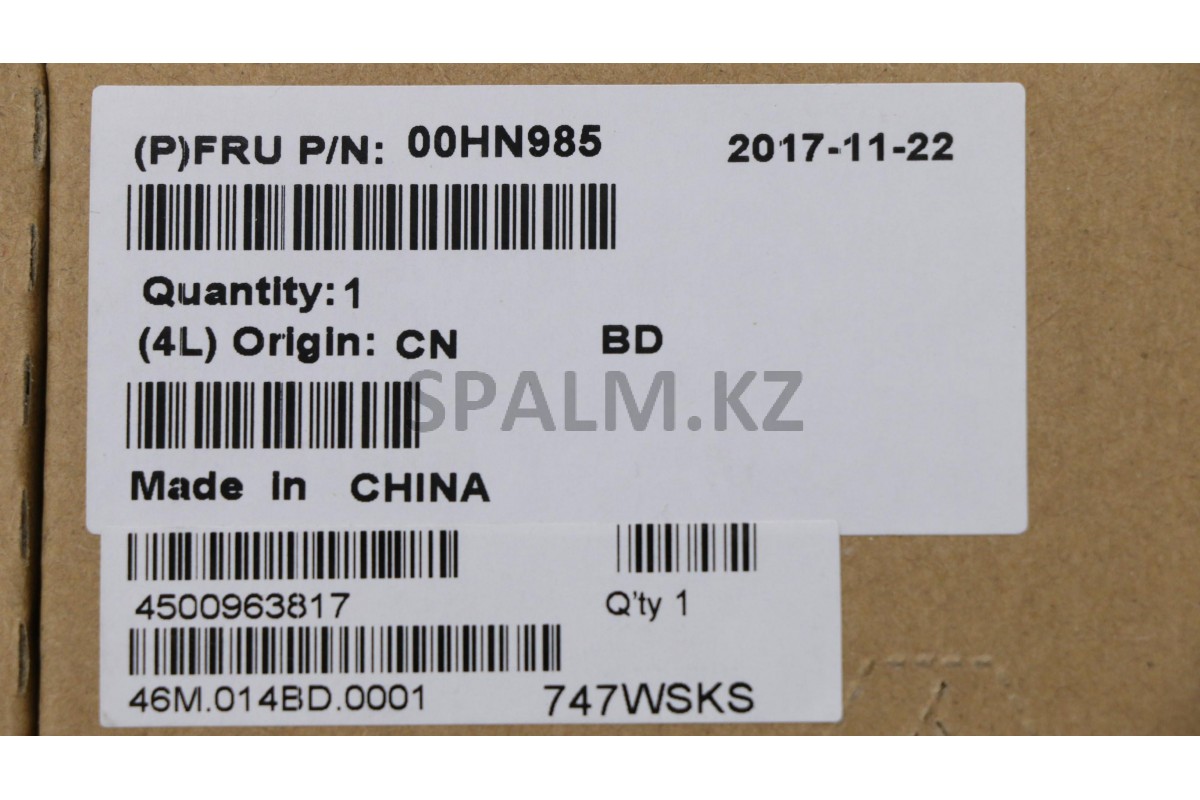 (P)FRU P/N: 00HN985 2017-11-22
Quantity: 1
(4L) Origin: CN BD
SPALM.KZ
Made in CHINA
4500963817 Q'ty 1
46M.014BD.0001 747WSKS